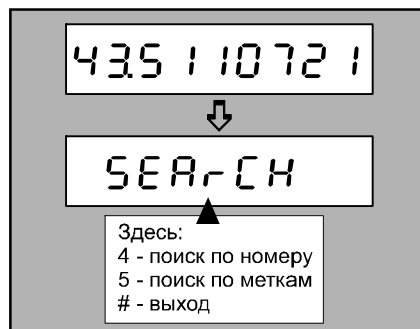 43.5110721
SEArCH
Здесь:
4 - поиск по номеру
5 - поиск по меткам
# - выход